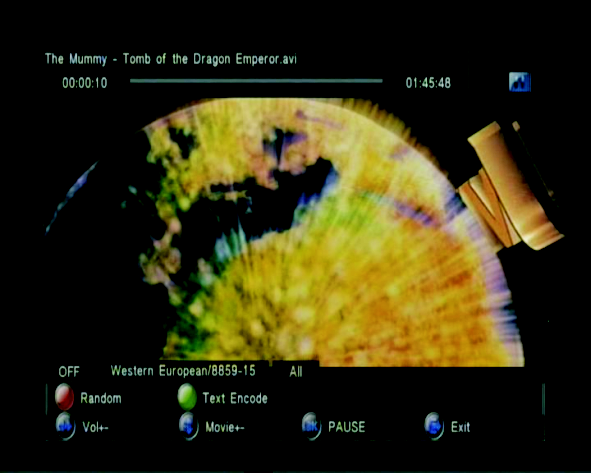 The Mummy - Tomb of the Dragon Emperor.avi
00:00:10 01:45:48
OFF Western European/8859-15 All
Random Text Encode
Vol+- Movie+- PAUSE Exit